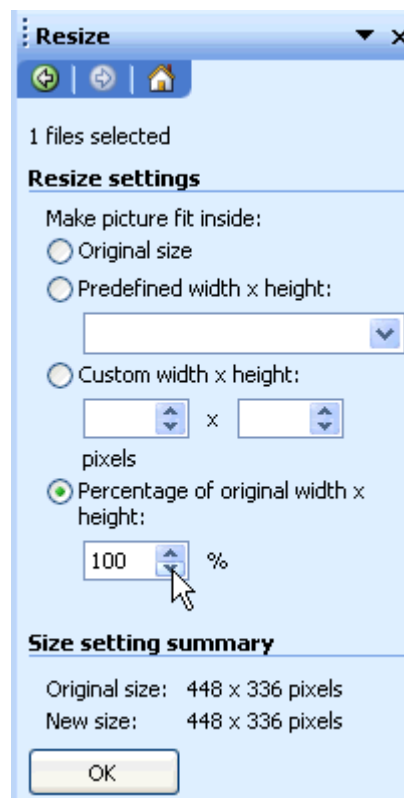 Resize
1 files selected
Resize settings
Make picture fit inside:
Original size
Predefined width x height:
Custom width x height:
x
pixels
Percentage of original width x
height:
100 %
Size setting summary
Original size: 448 x 336 pixels
New size: 448 x 336 pixels
OK